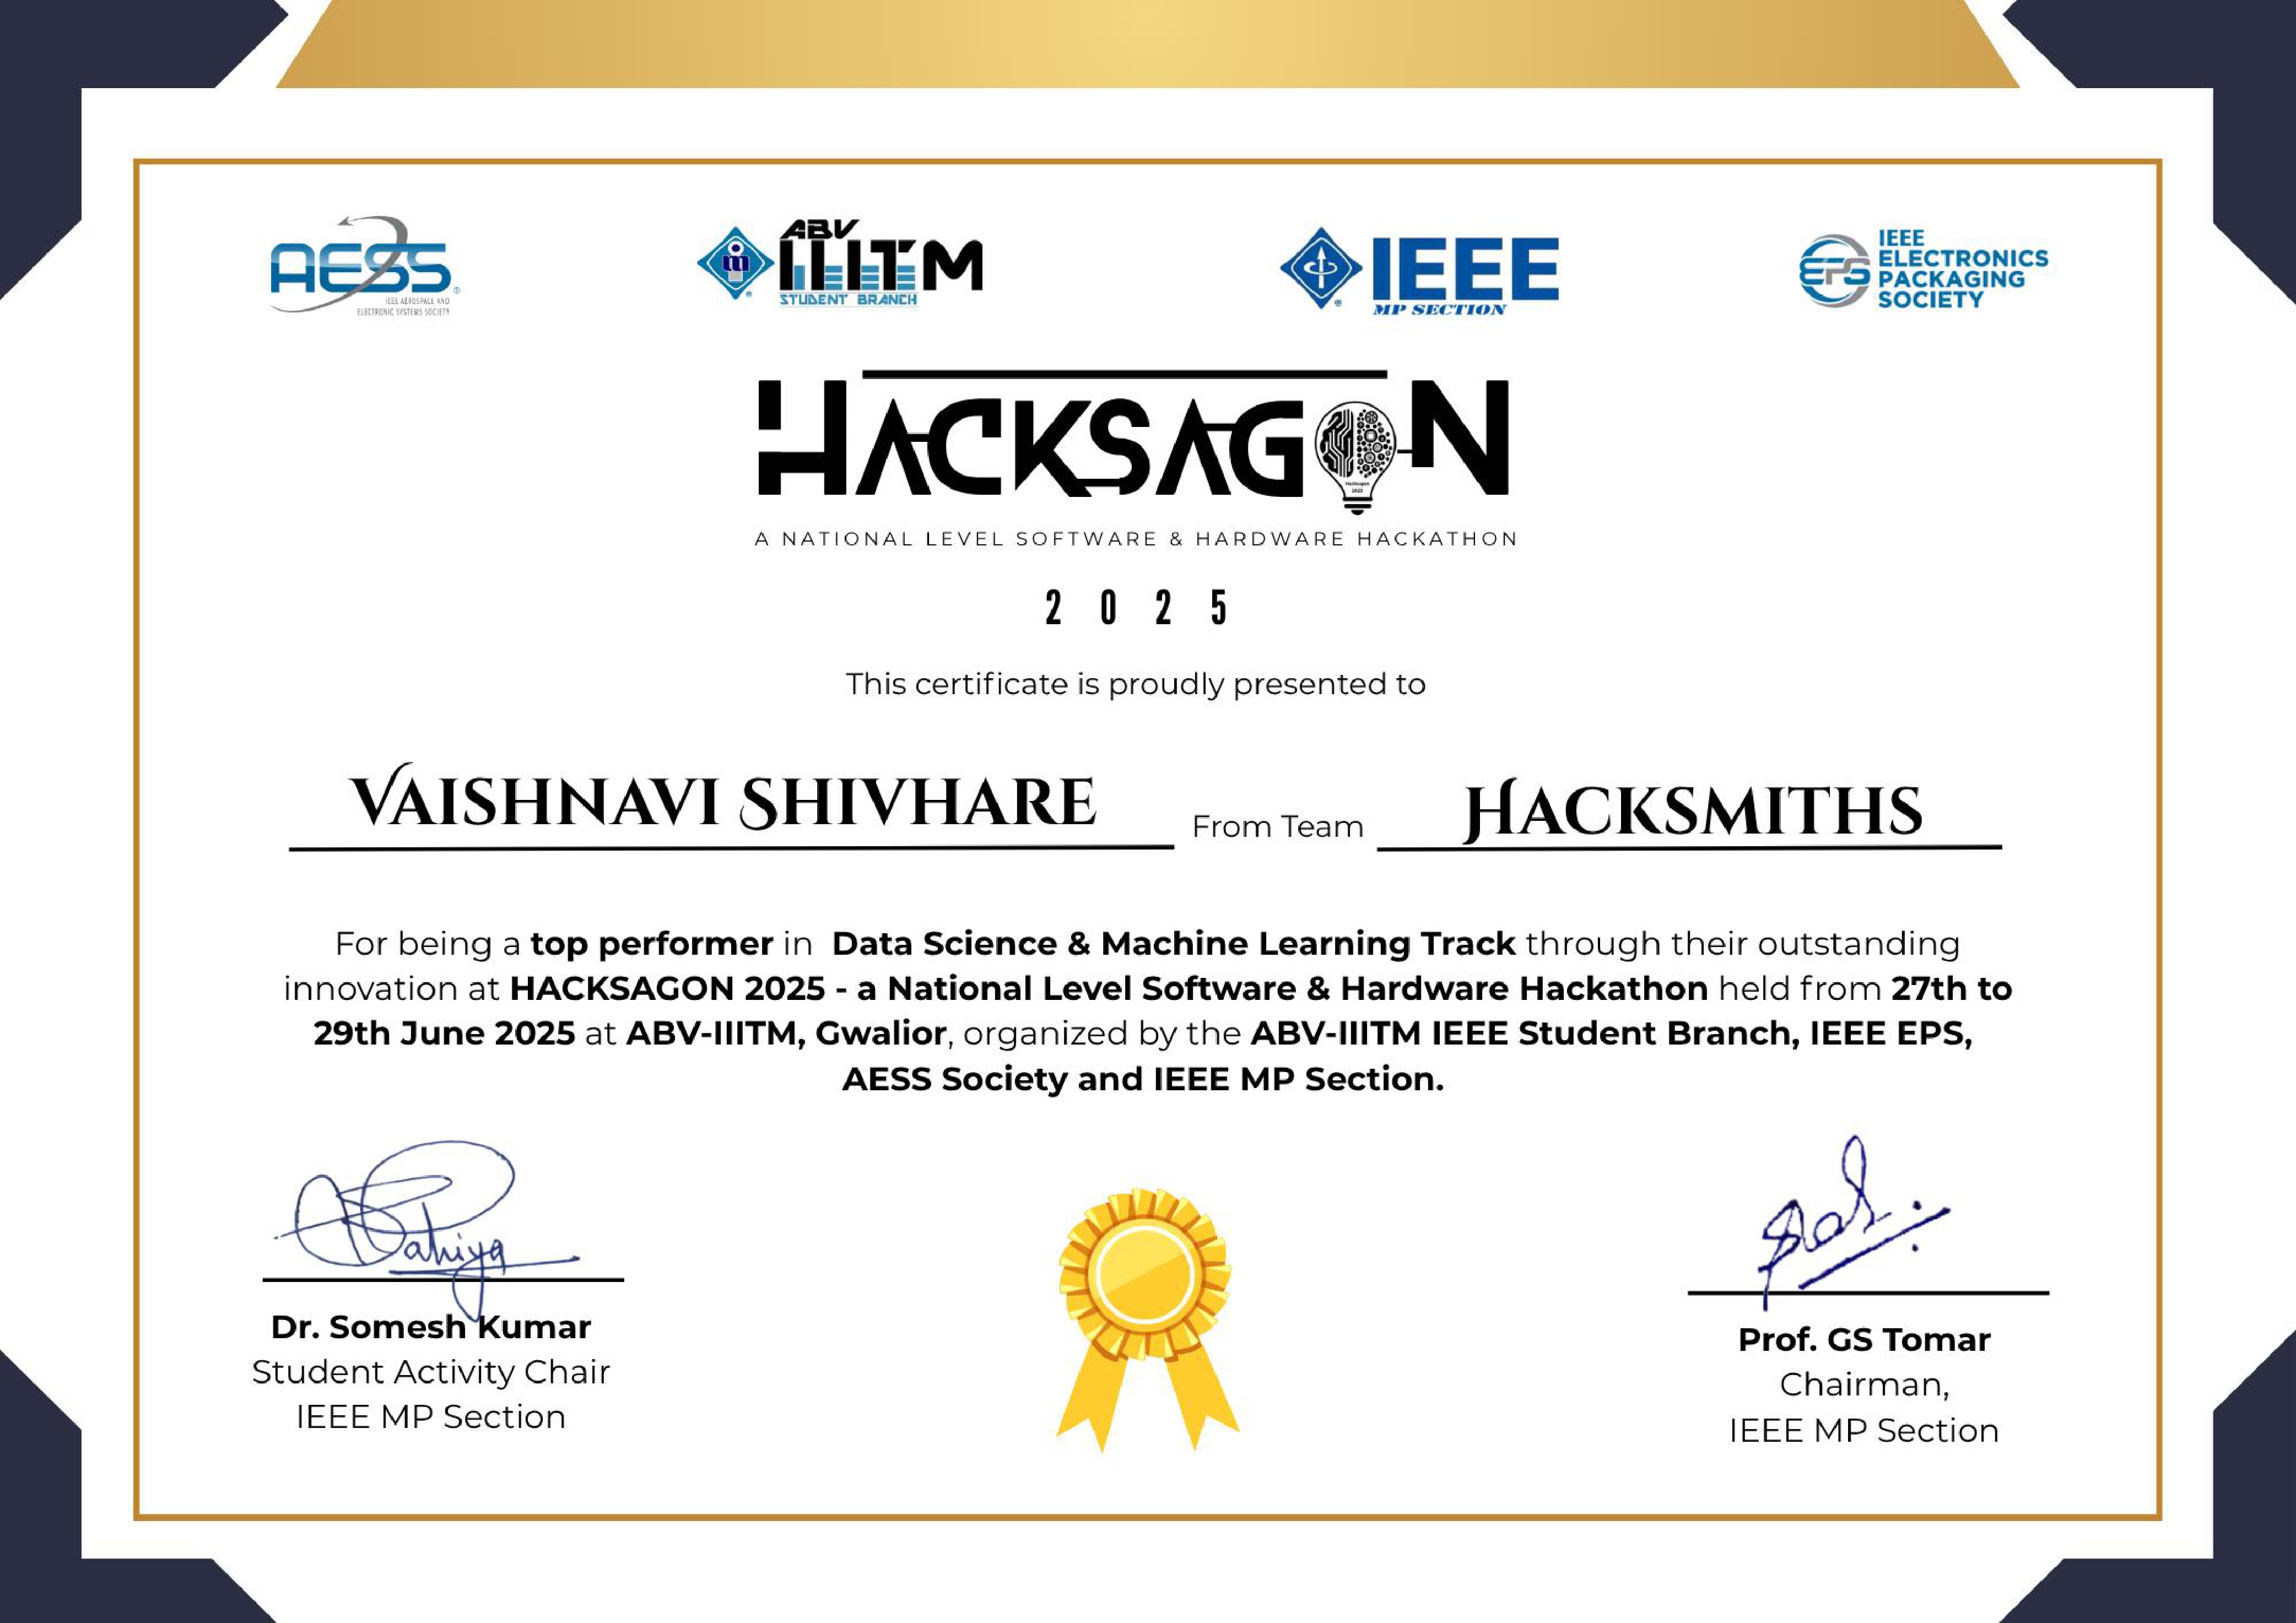 AESS
IEEE AEROSPACE AND
ELECTRONIC SYSTEMS SOCIETY
ABV
IIITM
STUDENT BRANCH
IEEE
MP SECTION
EPS
IEEE
ELECTRONICS
PACKAGING
SOCIETY
HACKSAGON
Hacksagon
2025
A NATIONAL LEVEL SOFTWARE & HARDWARE HACKATHON
2025
This certificate is proudly presented to
VAISHNAVI SHIVHARE From Team HACKSMITHS
For being a top performer in Data Science & Machine Learning Track through their outstanding
innovation at HACKSAGON 2025 - a National Level Software & Hardware Hackathon held from 27th to
29th June 2025 at ABV-IIITM, Gwalior, organized by the ABV-IIITM IEEE Student Branch, IEEE EPS,
AESS Society and IEEE MP Section.
Dr. Somesh Kumar
Student Activity Chair
IEEE MP Section
Prof. GS Tomar
Chairman,
IEEE MP Section